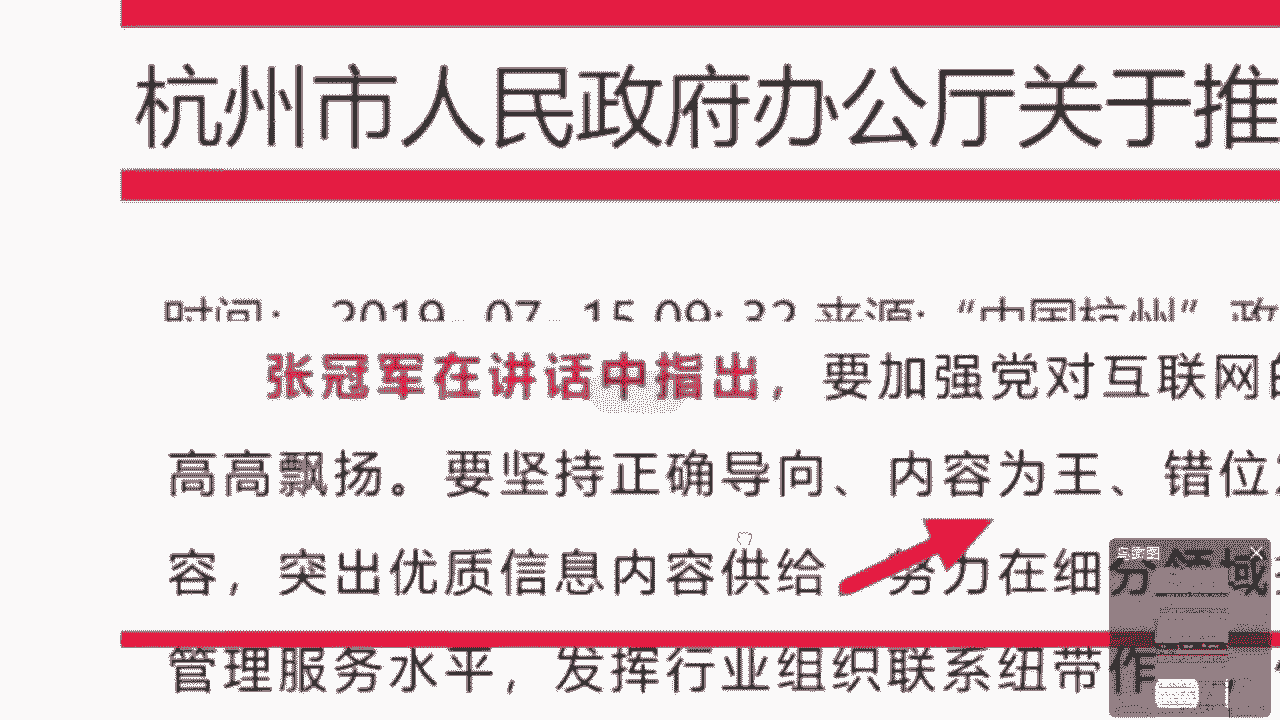 杭州市人民政府办公厅关于推
时间： 2019-07-15 09:32 来源：“中国杭州” 政
张冠军在讲话中指出，要加强党对互联网的
高高飘扬。要坚持正确导向、内容为王、错位
容，突出优质信息内容供给 努力在细分领域
管理服务水平，发挥行业组织联系纽带作
鸟瞰图